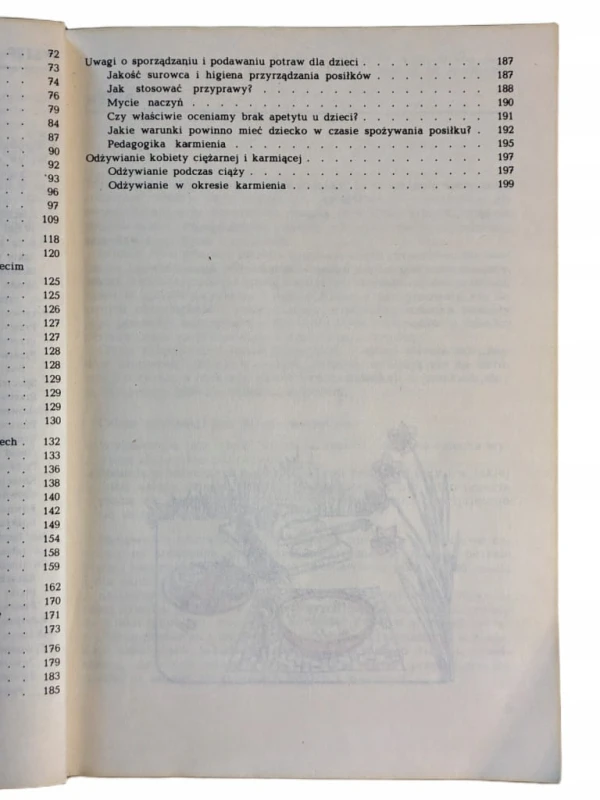 . . 72
. . 73
. . 74
. . 76
. . 79
. . 84
. . 87
. . 90
. . 92
. . 93
. . 96
. . 97
. . 109
. . 118
. . 120
ecim
. . 125
. . 125
. . 126
. . 127
. . 127
. . 128
. . 128
. . 129
. . 129
. . 129
. . 130
ech . 132
. . 133
. . 136
. . 138
. . 140
. . 142
. . 149
. . 154
. . 158
. . 159
. . 162
. . 170
. . 171
. . 173
. . 176
. . 179
. . 183
. . 185
Uwagi o sporządzaniu i podawaniu potraw dla dzieci . . . . . . . . . 187
Jakość surowca i higiena przyrządzania posiłków . . . . . . . . 187
Jak stosować przyprawy? . . . . . . . . . . . . . . . 188
Mycie naczyń . . . . . . . . . . . . . . . . . . . 190
Czy właściwie oceniamy brak apetytu u dzieci? . . . . . . . . . 191
Jakie warunki powinno mieć dziecko w czasie spożywania posiłku? . 192
Pedagogika karmienia . . . . . . . . . . . . . . . . 195
Odżywianie kobiety ciężarnej i karmiącej . . . . . . . . . . . . 197
Odżywianie podczas ciąży . . . . . . . . . . . . . . . 197
Odżywianie w okresie karmienia . . . . . . . . . . . . . 199